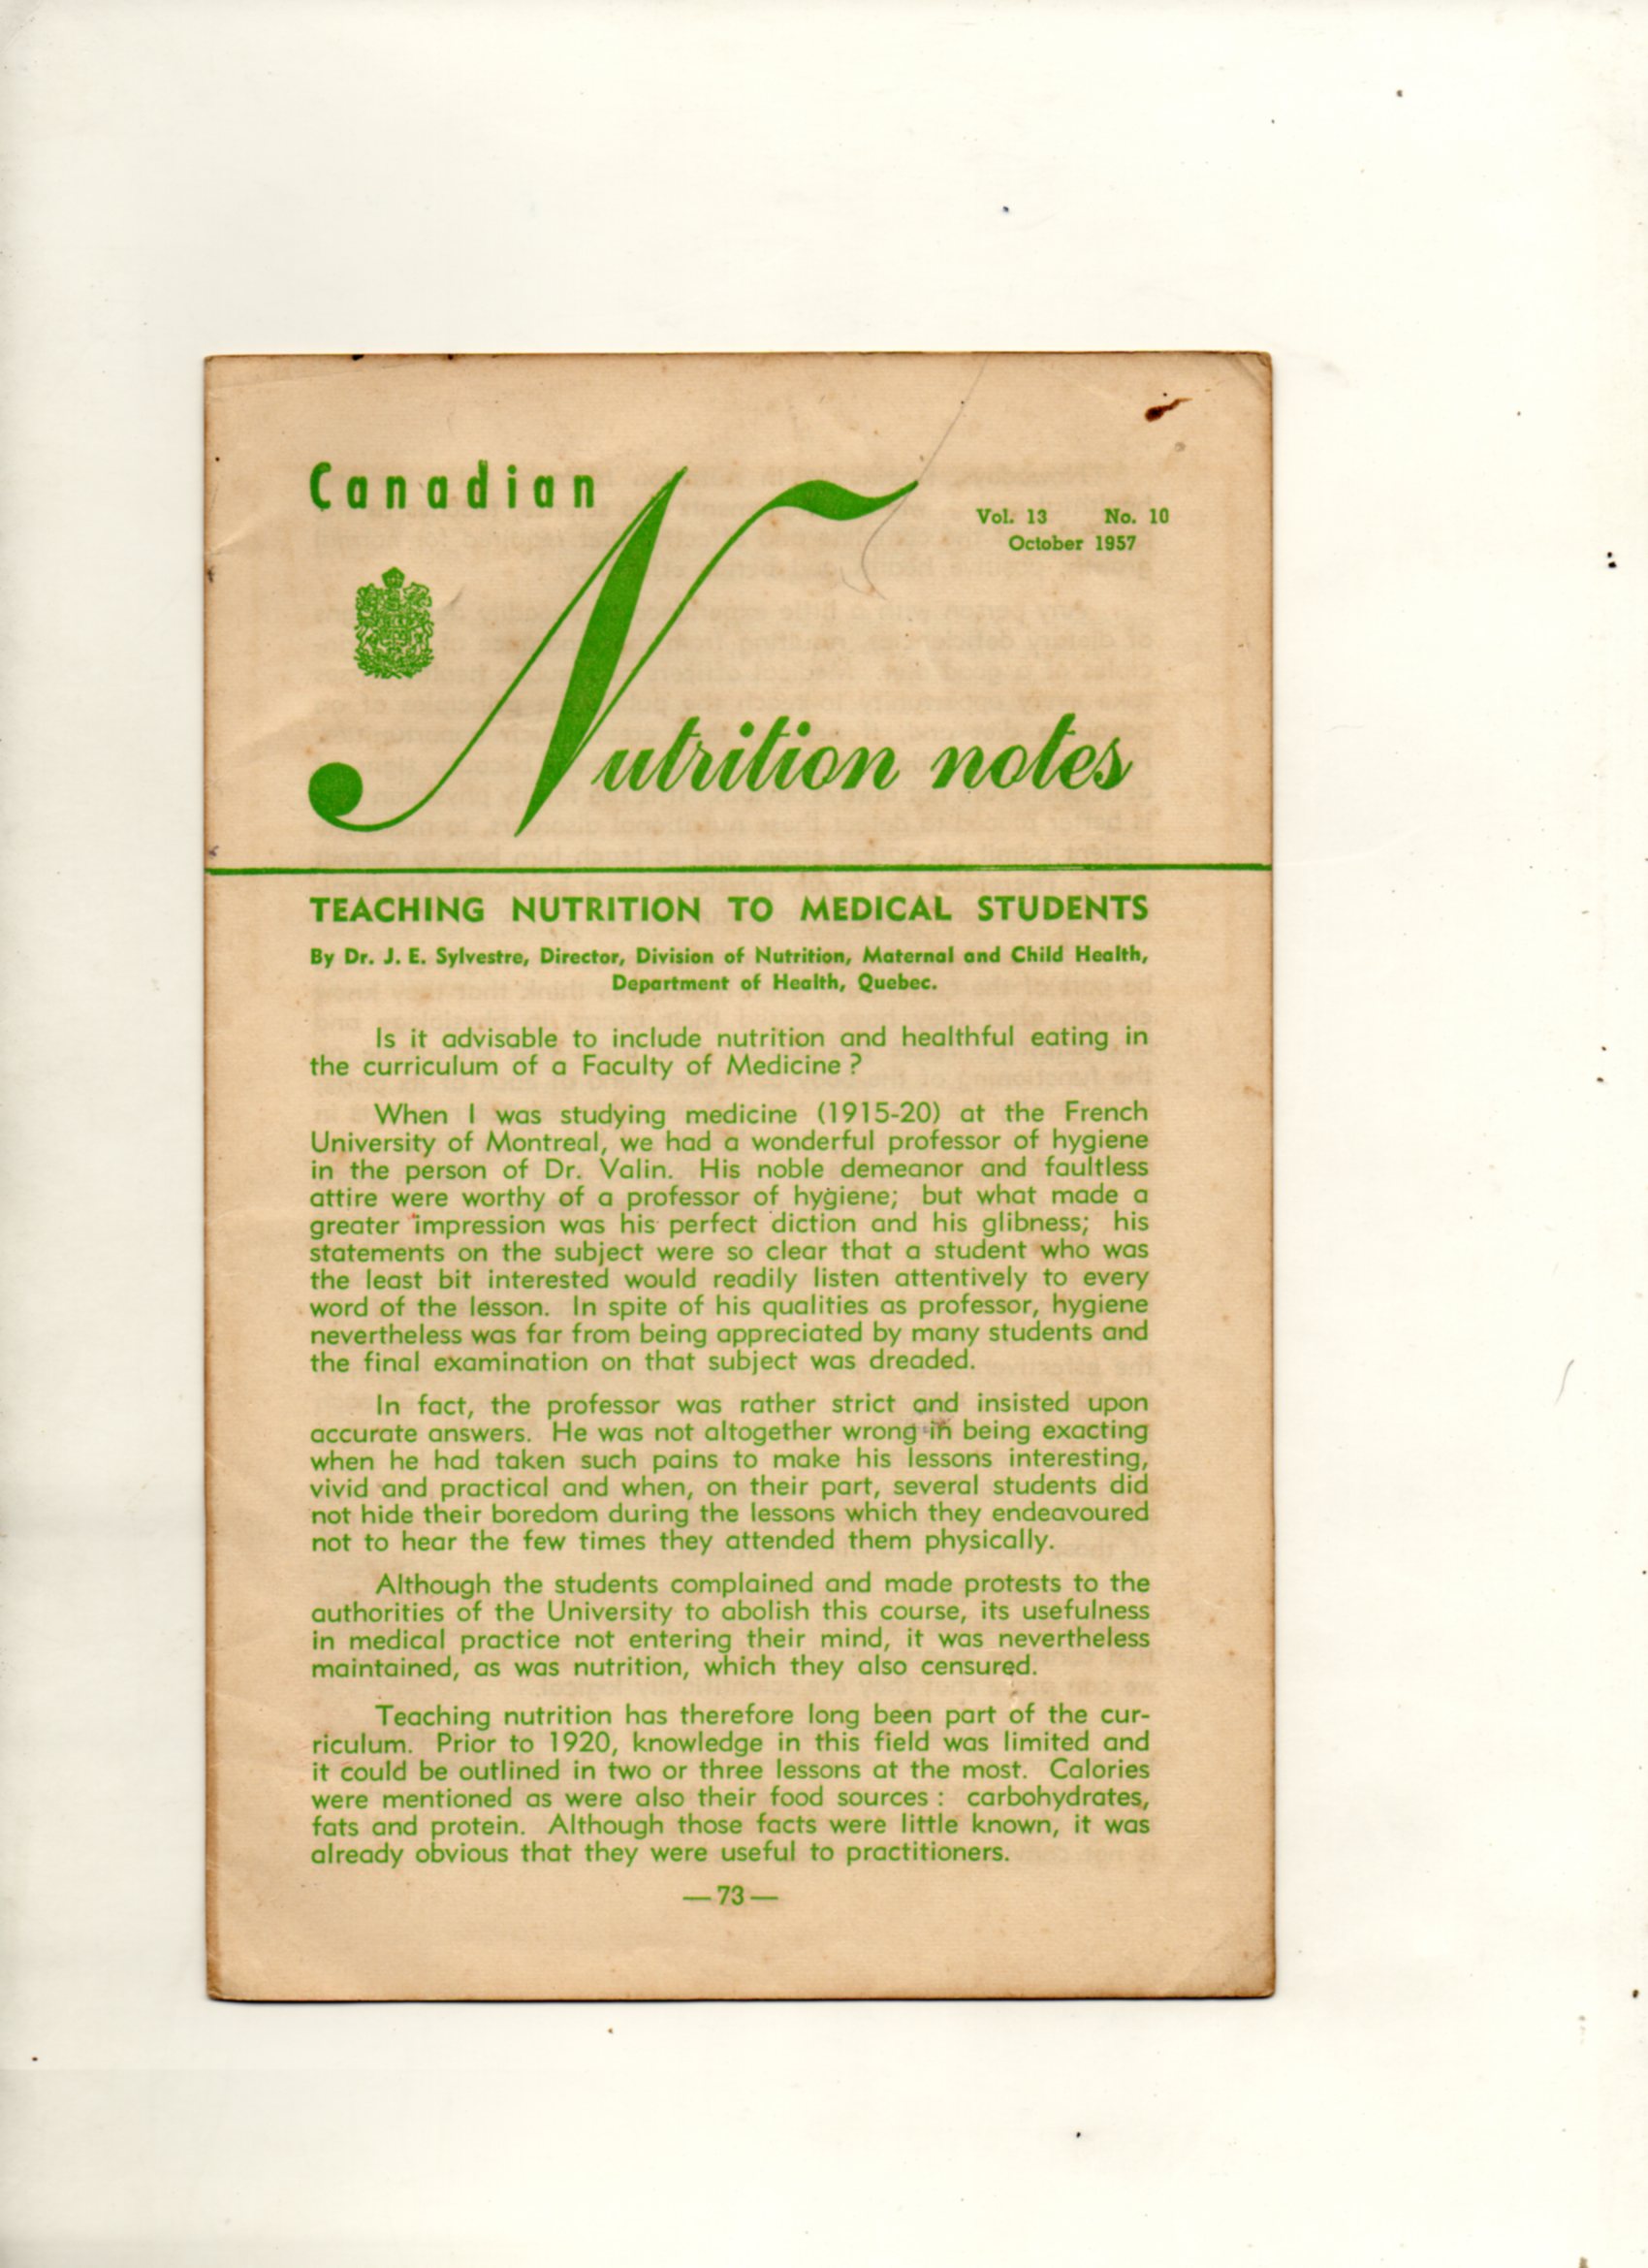 Canadian
Nutrition notes
Vol. 13 No. 10
October 1957
TEACHING NUTRITION TO MEDICAL STUDENTS
By Dr. J. E. Sylvestre, Director, Division of Nutrition, Maternal and Child Health,
Department of Health, Quebec.
Is it advisable to include nutrition and healthful eating in
the curriculum of a Faculty of Medicine ?
When I was studying medicine (1915-20) at the French
University of Montreal, we had a wonderful professor of hygiene
in the person of Dr. Valin. His noble demeanor and faultless
attire were worthy of a professor of hygiene; but what made a
greater impression was his perfect diction and his glibness; his
statements on the subject were so clear that a student who was
the least bit interested would readily listen attentively to every
word of the lesson. In spite of his qualities as professor, hygiene
nevertheless was far from being appreciated by many students and
the final examination on that subject was dreaded.
In fact, the professor was rather strict and insisted upon
accurate answers. He was not altogether wrong in being exacting
when he had taken such pains to make his lessons interesting,
vivid and practical and when, on their part, several students did
not hide their boredom during the lessons which they endeavoured
not to hear the few times they attended them physically.
Although the students complained and made protests to the
authorities of the University to abolish this course, its usefulness
in medical practice not entering their mind, it was nevertheless
maintained, as was nutrition, which they also censured.
Teaching nutrition has therefore long been part of the cur-
riculum. Prior to 1920, knowledge in this field was limited and
it could be outlined in two or three lessons at the most. Calories
were mentioned as were also their food sources : carbohydrates,
fats and protein. Although those facts were little known, it was
already obvious that they were useful to practitioners.
— 73 —